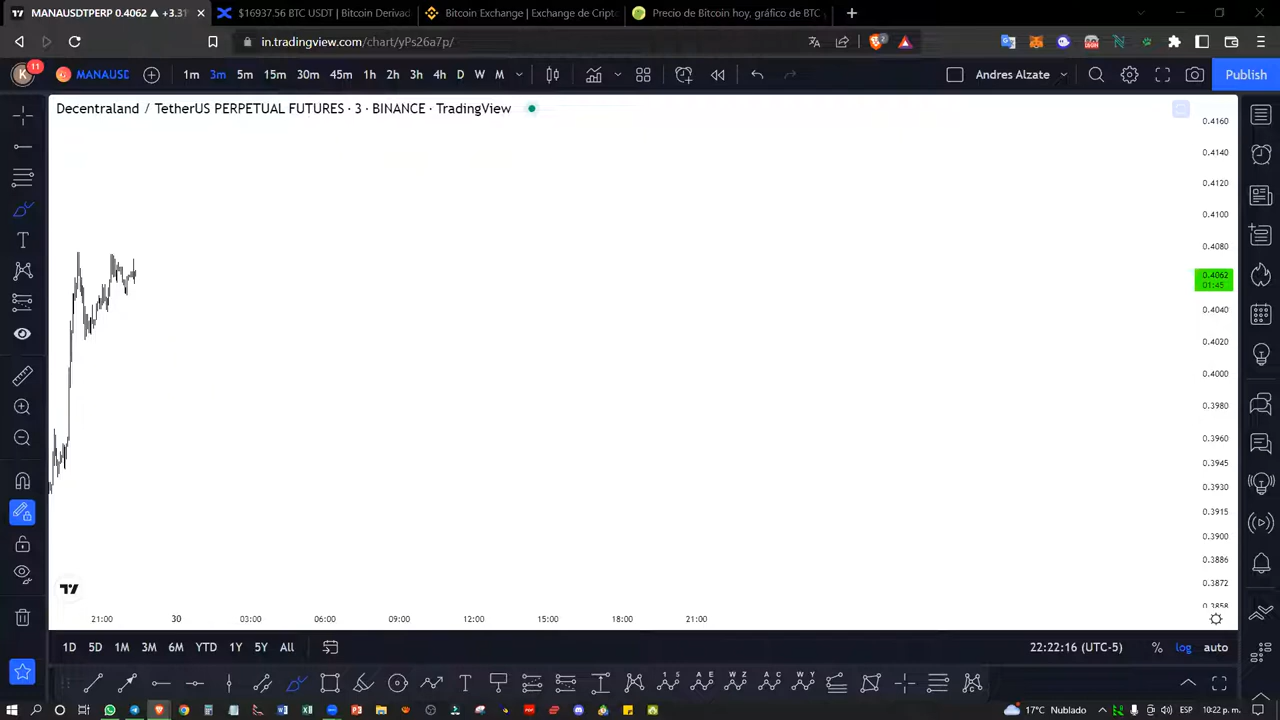 MANAUSDTPERP 0.4062 ▲ +3.31
$16937.56 BTC USDT | Bitcoin Derivad
Bitcoin Exchange | Exchange de Cripto
Precio de Bitcoin hoy, gráfico de BTC
in.tradingview.com/chart/yPs26a7p/
2
K
11
MANAUSD
1m 3m 5m 15m 30m 45m 1h 2h 3h 4h D W M
Andres Alzate
Publish
Decentraland / TetherUS PERPETUAL FUTURES · 3 · BINANCE · TradingView
0.4160
0.4140
0.4120
0.4100
0.4080
0.4062
01:45
0.4040
0.4020
0.4000
0.3980
0.3960
0.3945
0.3930
0.3915
0.3900
0.3886
0.3872
0.3858
21:00 30 03:00 06:00 09:00 12:00 15:00 18:00 21:00
1D 5D 1M 3M 6M YTD 1Y 5Y All
22:22:16 (UTC-5) % log auto
17°C Nublado
ESP
10:22 p. m.